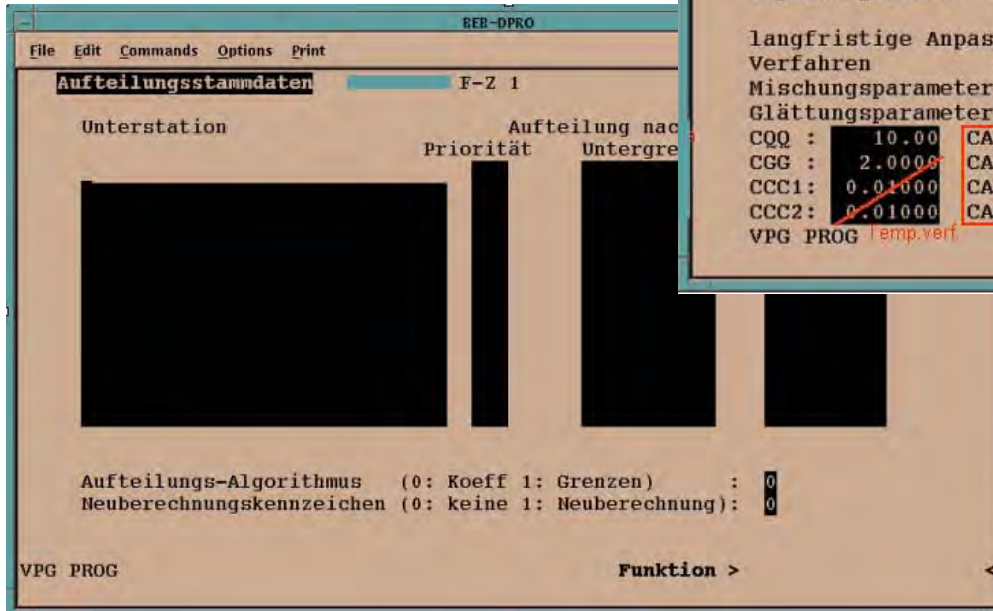 BEB-DPRO
File Edit Commands Options Print
Aufteilungsstammdaten F-Z 1
Unterstation
Aufteilung nac
Priorität Untergre
Aufteilungs-Algorithmus (0: Koeff 1: Grenzen) : 0
Neuberechnungskennzeichen (0: keine 1: Neuberechnung): 0
VPG PROG Funktion > <
langfristige Anpas
Verfahren
Mischungsparameter
Glättungsparameter
CQQ : 10.00 CA
CGG : 2.0000 CA
CCC1: 0.01000 CA
CCC2: 0.01000 CA
VPG PROG Temp.verf.